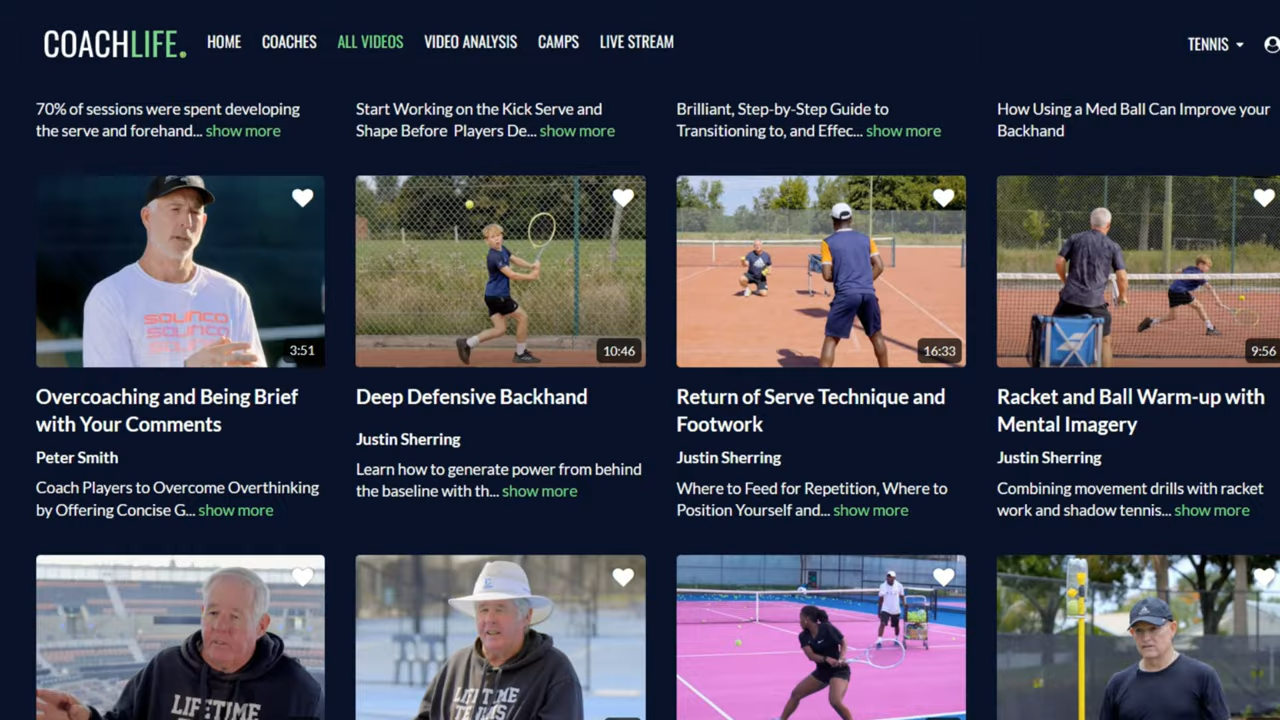 COACHLIFE. HOME COACHES ALL VIDEOS VIDEO ANALYSIS CAMPS LIVE STREAM TENNIS
70% of sessions were spent developing
the serve and forehand... show more
Start Working on the Kick Serve and
Shape Before Players De... show more
Brilliant, Step-by-Step Guide to
Transitioning to, and Effec... show more
How Using a Med Ball Can Improve your
Backhand
SOLINCO
SOLINCO
SOLINCO
3:51
10:46
16:33
9:56
Overcoaching and Being Brief
with Your Comments
Peter Smith
Coach Players to Overcome Overthinking
by Offering Concise G... show more
Deep Defensive Backhand
Justin Sherring
Learn how to generate power from behind
the baseline with th... show more
Return of Serve Technique and
Footwork
Justin Sherring
Where to Feed for Repetition, Where to
Position Yourself and... show more
Racket and Ball Warm-up with
Mental Imagery
Justin Sherring
Combining movement drills with racket
work and shadow tennis... show more
LIFETIME
LIFETIME
TENNIS